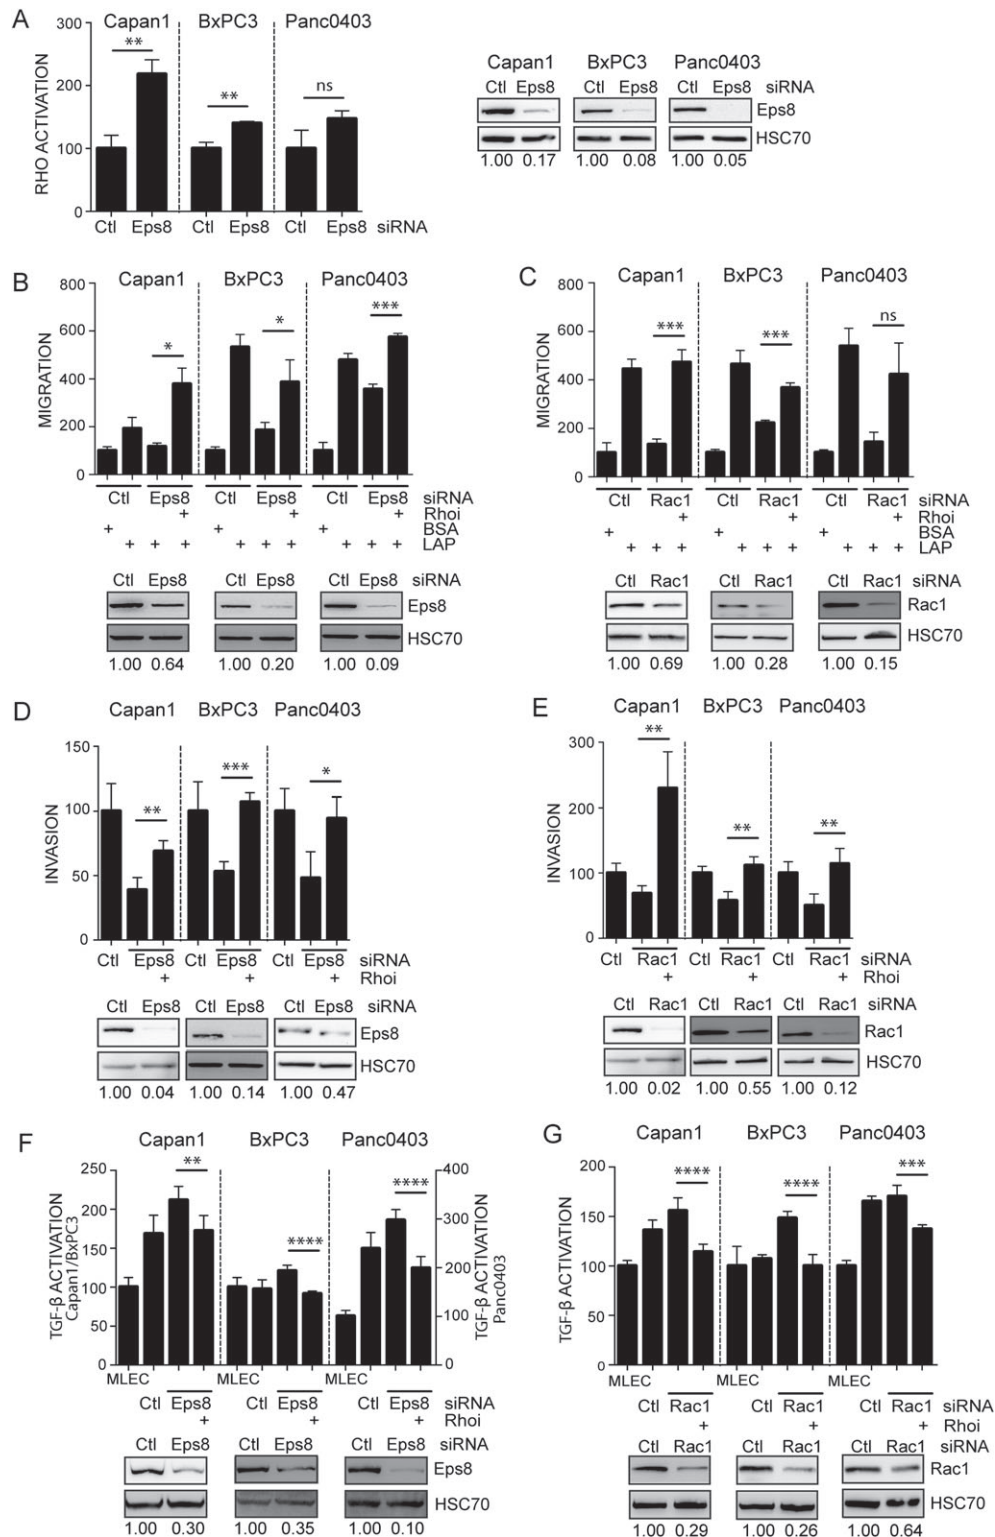 A
Capan1 BxPC3 Panc0403
RHO ACTIVATION
300
200
100
0
** ** ns
Ctl Eps8 Ctl Eps8 Ctl Eps8 siRNA
Capan1 BxPC3 Panc0403
Ctl Eps8 Ctl Eps8 Ctl Eps8 siRNA
Eps8
HSC70
1.00 0.17 1.00 0.08 1.00 0.05
B
Capan1 BxPC3 Panc0403
MIGRATION
800
600
400
200
0
* * ***
Ctl Eps8 Ctl Eps8 Ctl Eps8 siRNA
+ + + Rhoi
+ + + BSA
+ + + + + + + + + LAP
Ctl Eps8 Ctl Eps8 Ctl Eps8 siRNA
Eps8
HSC70
1.00 0.64 1.00 0.20 1.00 0.09
C
Capan1 BxPC3 Panc0403
MIGRATION
800
600
400
200
0
*** *** ns
Ctl Rac1 Ctl Rac1 Ctl Rac1 siRNA
+ + + Rhoi
+ + + BSA
+ + + + + + + + + LAP
Ctl Rac1 Ctl Rac1 Ctl Rac1 siRNA
Rac1
HSC70
1.00 0.69 1.00 0.28 1.00 0.15
D
Capan1 BxPC3 Panc0403
INVASION
150
100
50
0
** *** *
Ctl Eps8 Ctl Eps8 Ctl Eps8 siRNA
+ + + Rhoi
Ctl Eps8 Ctl Eps8 Ctl Eps8 siRNA
Eps8
HSC70
1.00 0.04 1.00 0.14 1.00 0.47
E
Capan1 BxPC3 Panc0403
INVASION
300
200
100
0
** ** **
Ctl Rac1 Ctl Rac1 Ctl Rac1 siRNA
+ + + Rhoi
Ctl Rac1 Ctl Rac1 Ctl Rac1 siRNA
Rac1
HSC70
1.00 0.02 1.00 0.55 1.00 0.12
F
Capan1 BxPC3 Panc0403
TGF-β ACTIVATION
Capan1/BxPC3
250
200
150
100
50
0
** **** ****
400
300
200
100
0
TGF-β ACTIVATION
Panc0403
MLEC MLEC MLEC
Ctl Eps8 Ctl Eps8 Ctl Eps8 siRNA
+ + + Rhoi
Ctl Eps8 Ctl Eps8 Ctl Eps8 siRNA
Eps8
HSC70
1.00 0.30 1.00 0.35 1.00 0.10
G
Capan1 BxPC3 Panc0403
TGF-β ACTIVATION
200
150
100
50
0
**** **** ***
MLEC MLEC MLEC
Ctl Rac1 Ctl Rac1 Ctl Rac1 siRNA
+ + + Rhoi
Ctl Rac1 Ctl Rac1 Ctl Rac1 siRNA
Rac1
HSC70
1.00 0.29 1.00 0.26 1.00 0.64